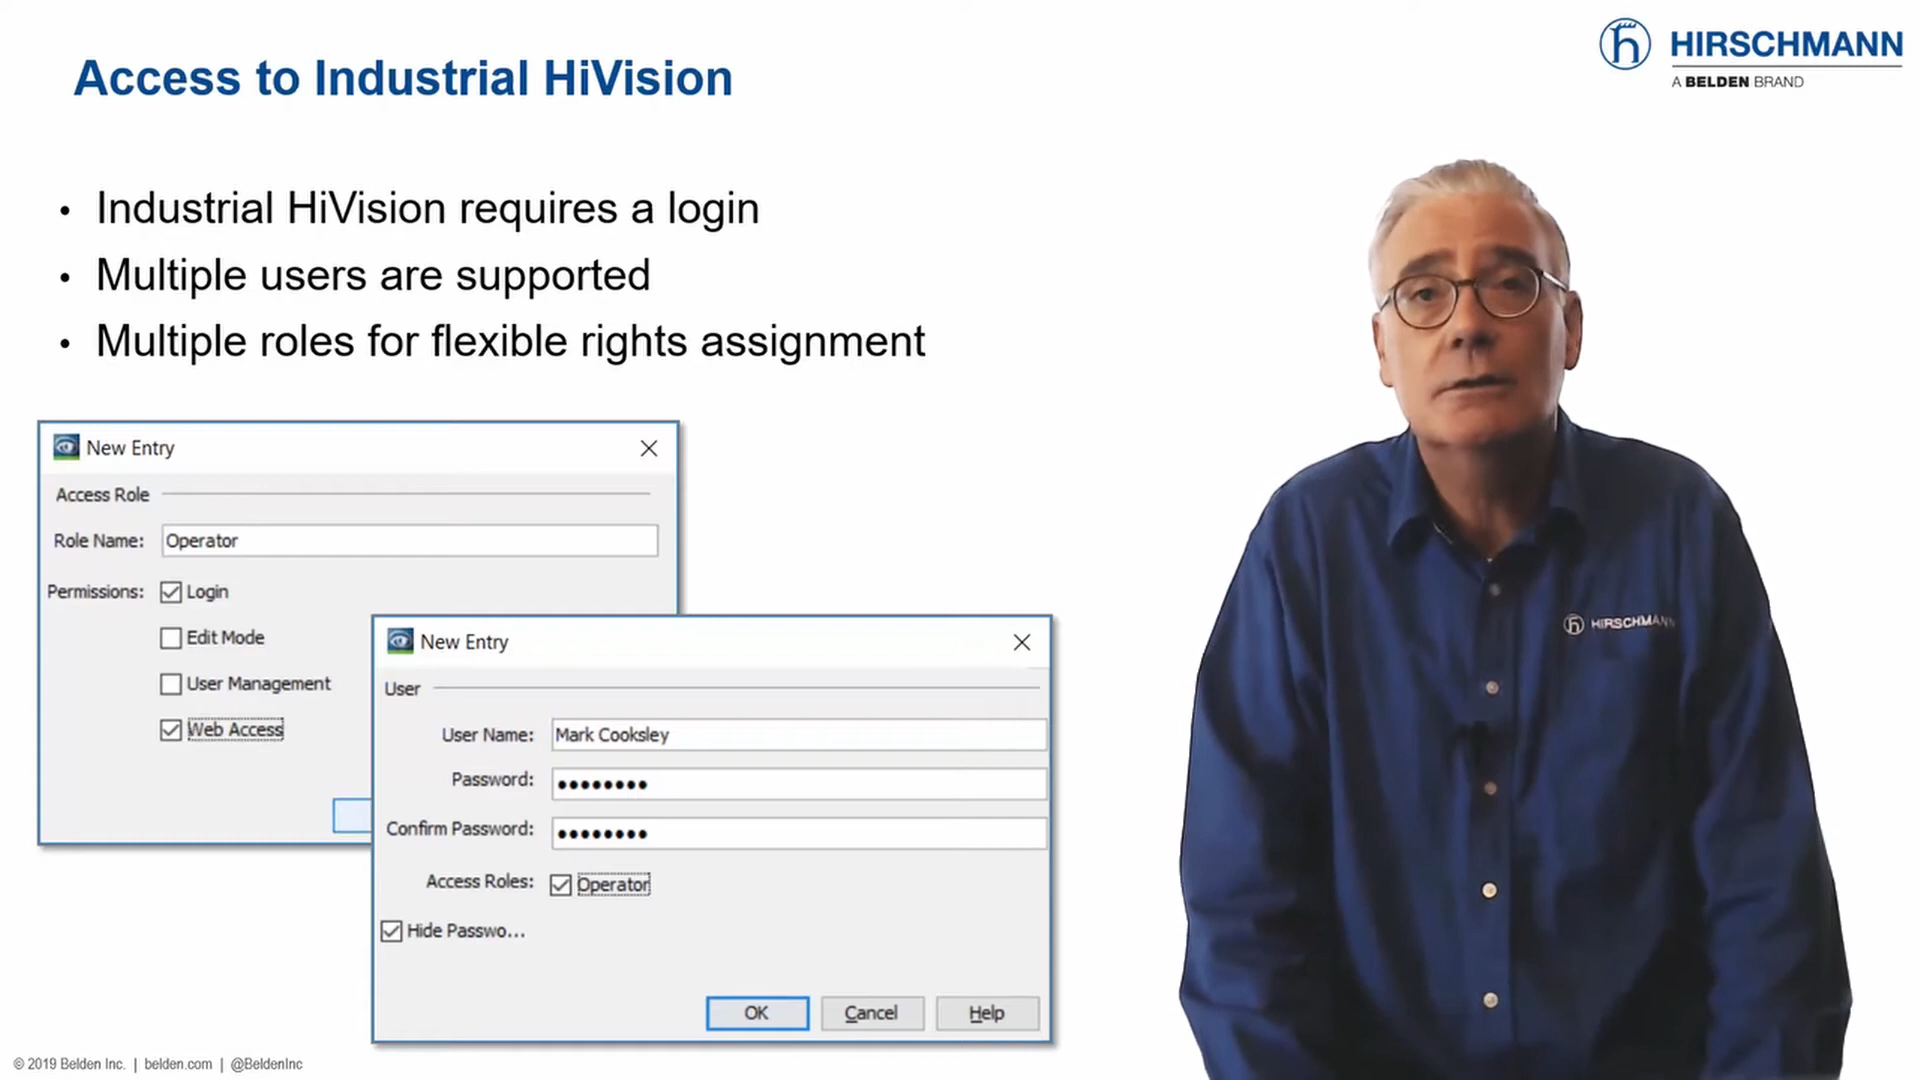 Access to Industrial HiVision
HIRSCHMANN
A BELDEN BRAND
• Industrial HiVision requires a login
• Multiple users are supported
• Multiple roles for flexible rights assignment
New Entry
Access Role
Role Name: Operator
Permissions: Login
Edit Mode
User Management
Web Access
New Entry
User
User Name: Mark Cooksley
Password: ••••••••
Confirm Password: ••••••••
Access Roles: Operator
Hide Passwo...
OK Cancel Help
HIRSCHMANN
© 2019 Belden Inc. | belden.com | @BeldenInc